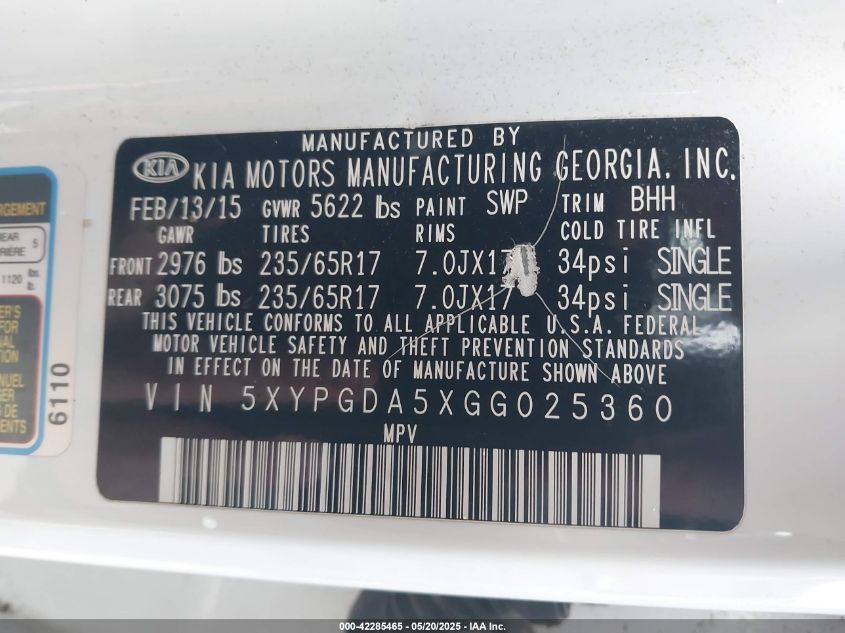 MANUFACTURED BY
KIA KIA MOTORS MANUFACTURING GEORGIA, INC.
FEB/13/15 GVWR 5622 lbs PAINT SWP TRIM BHH
GAWR TIRES RIMS COLD TIRE INFL
FRONT 2976 lbs 235/65R17 7.0JX17 34psi SINGLE
REAR 3075 lbs 235/65R17 7.0JX17 34psi SINGLE
THIS VEHICLE CONFORMS TO ALL APPLICABLE U.S.A. FEDERAL
MOTOR VEHICLE SAFETY AND THEFT PREVENTION STANDARDS
IN EFFECT ON THE DATE OF MANUFACTURE SHOWN ABOVE
VIN 5XYPGDA5XGG025360
MPV
5
1120 lbs.
lb.
6110
000-42285465 - 05/20/2025 - IAA Inc.